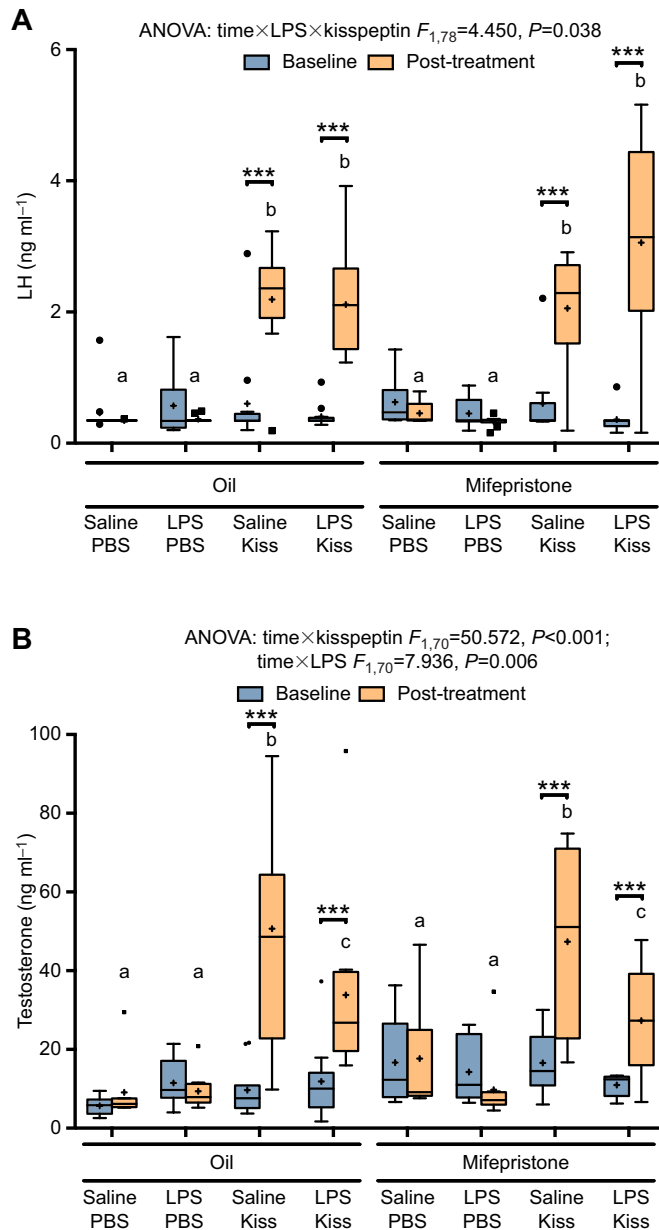 A
ANOVA: time×LPS×kisspeptin F1,78=4.450, P=0.038
Baseline Post-treatment
LH (ng ml–1)
6
4
2
0
***
b
***
b
***
b
***
b
a
a
a
a
Oil Mifepristone
Saline LPS Saline LPS Saline LPS Saline LPS
PBS PBS Kiss Kiss PBS PBS Kiss Kiss
B
ANOVA: time×kisspeptin F1,70=50.572, P<0.001;
time×LPS F1,70=7.936, P=0.006
Baseline Post-treatment
Testosterone (ng ml–1)
100
80
60
40
20
0
***
b
***
c
***
b
***
c
a
a
a
a
Oil Mifepristone
Saline LPS Saline LPS Saline LPS Saline LPS
PBS PBS Kiss Kiss PBS PBS Kiss Kiss